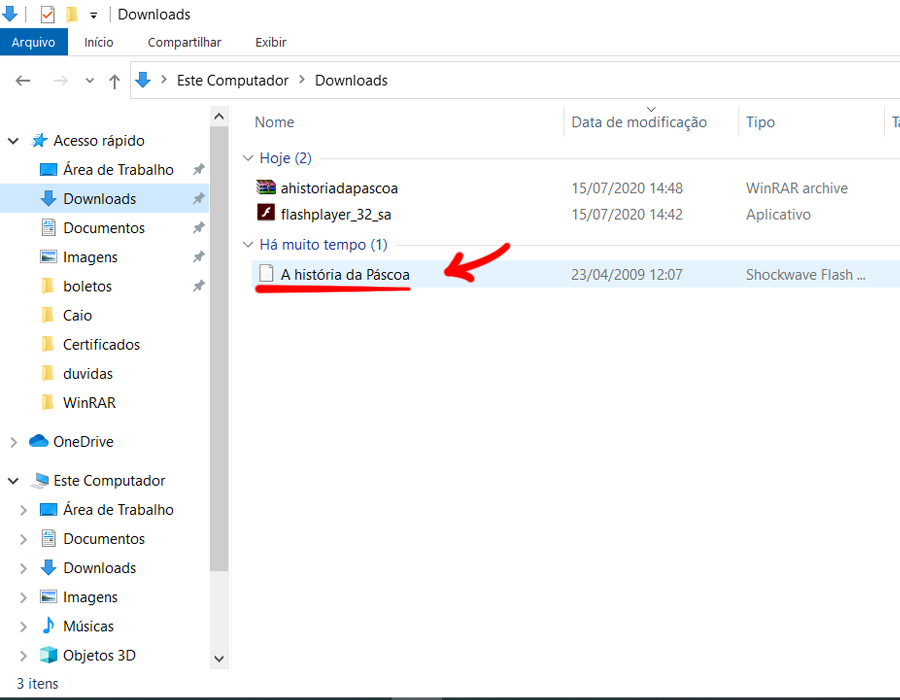 Downloads
Arquivo Início Compartilhar Exibir
Este Computador Downloads
Nome Data de modificação Tipo
Acesso rápido
Área de Trabalho
Downloads
Documentos
Imagens
boletos
Caio
Certificados
duvidas
WinRAR
OneDrive
Este Computador
Área de Trabalho
Documentos
Downloads
Imagens
Músicas
Objetos 3D
Hoje (2)
ahistoriadapascoa 15/07/2020 14:48 WinRAR archive
flashplayer_32_sa 15/07/2020 14:42 Aplicativo
Há muito tempo (1)
A história da Páscoa 23/04/2009 12:07 Shockwave Flash ...
3 itens